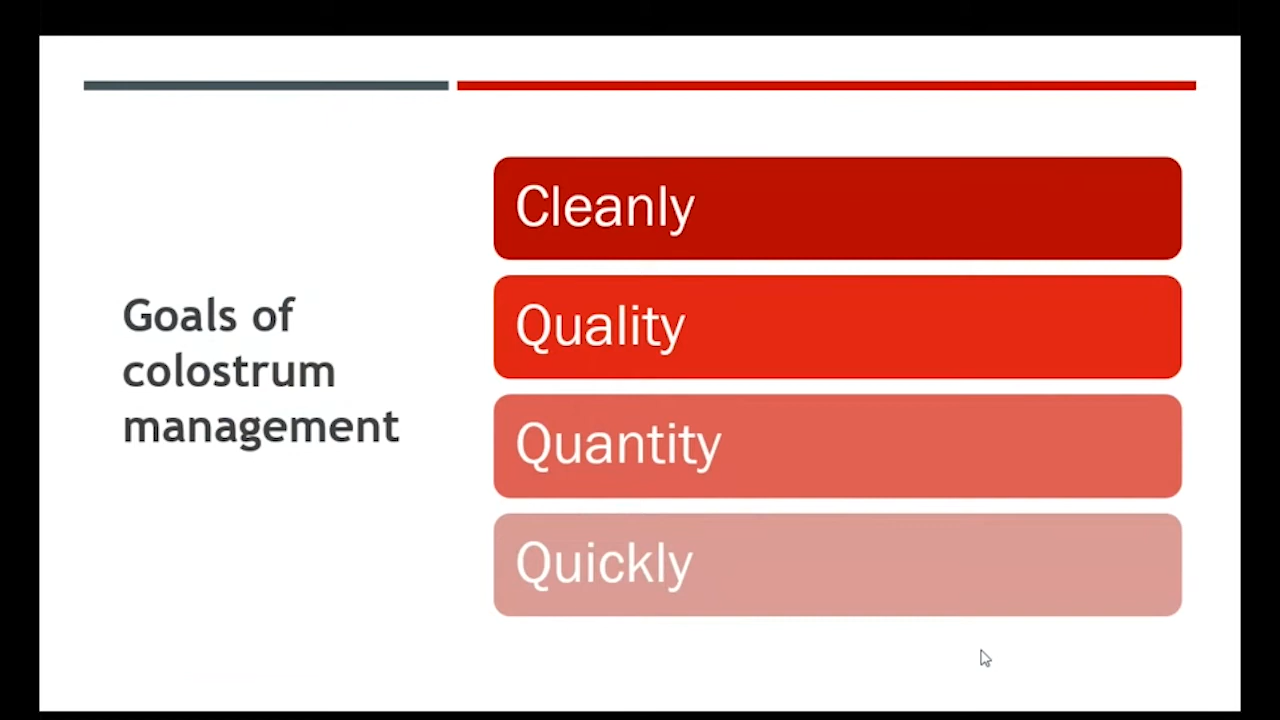 Goals of
colostrum
management
Cleanly
Quality
Quantity
Quickly